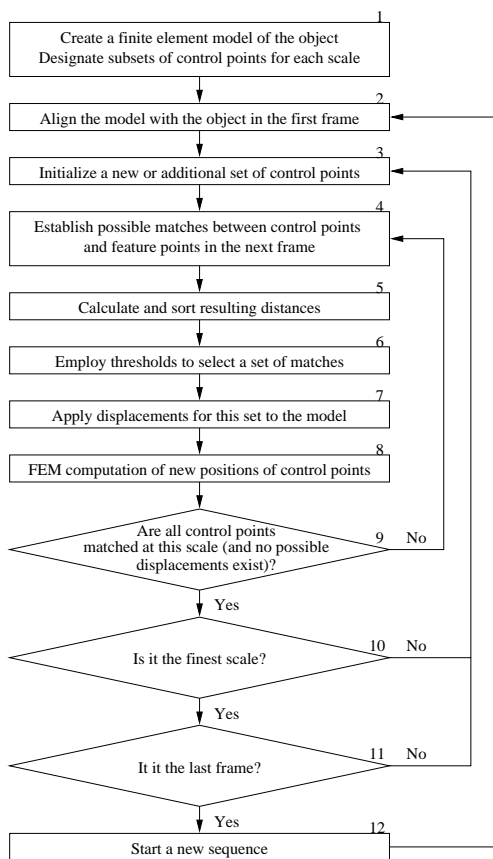 1
Create a finite element model of the object
Designate subsets of control points for each scale
2
Align the model with the object in the first frame
3
Initialize a new or additional set of control points
4
Establish possible matches between control points
and feature points in the next frame
5
Calculate and sort resulting distances
6
Employ thresholds to select a set of matches
7
Apply displacements for this set to the model
8
FEM computation of new positions of control points
Are all control points
9 No
matched at this scale (and no possible
displacements exist)?
Yes
10 No
Is it the finest scale?
Yes
11 No
It it the last frame?
Yes
12
Start a new sequence